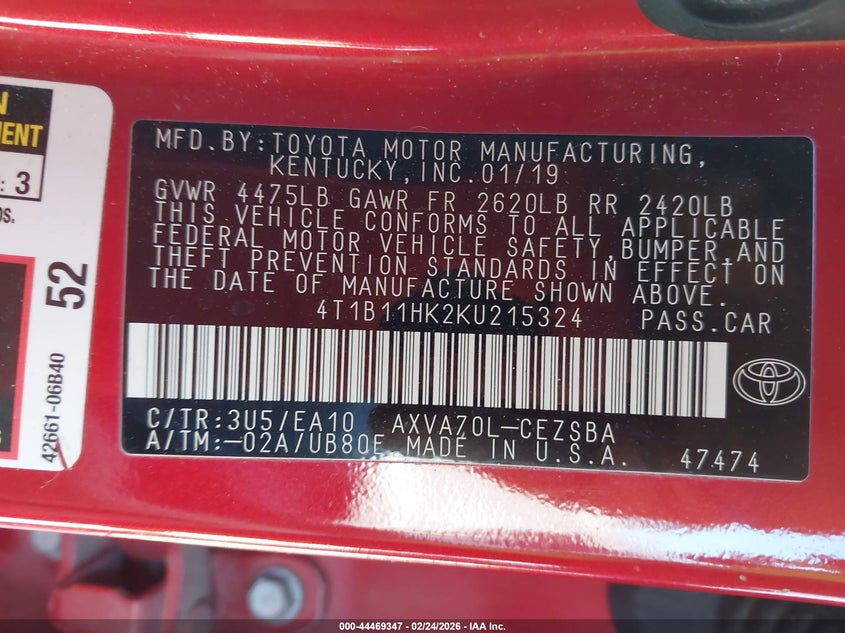 N
MENT
: 3
OS.
52
42661-06B40
MFD.BY:TOYOTA MOTOR MANUFACTURING,
KENTUCKY,INC.01/19
GVWR 4475LB GAWR FR 2620LB RR 2420LB
THIS VEHICLE CONFORMS TO ALL APPLICABLE
FEDERAL MOTOR VEHICLE SAFETY,BUMPER,AND
THEFT PREVENTION STANDARDS IN EFFECT ON
THE DATE OF MANUFACTURE SHOWN ABOVE.
4T1B11HK2KU215324 PASS.CAR
C/TR:3U5/EA10 AXVA70L-CEZSBA
A/TM:-02A/UB80E MADE IN U.S.A. 47474
000-44469347 - 02/24/2026 - IAA Inc.